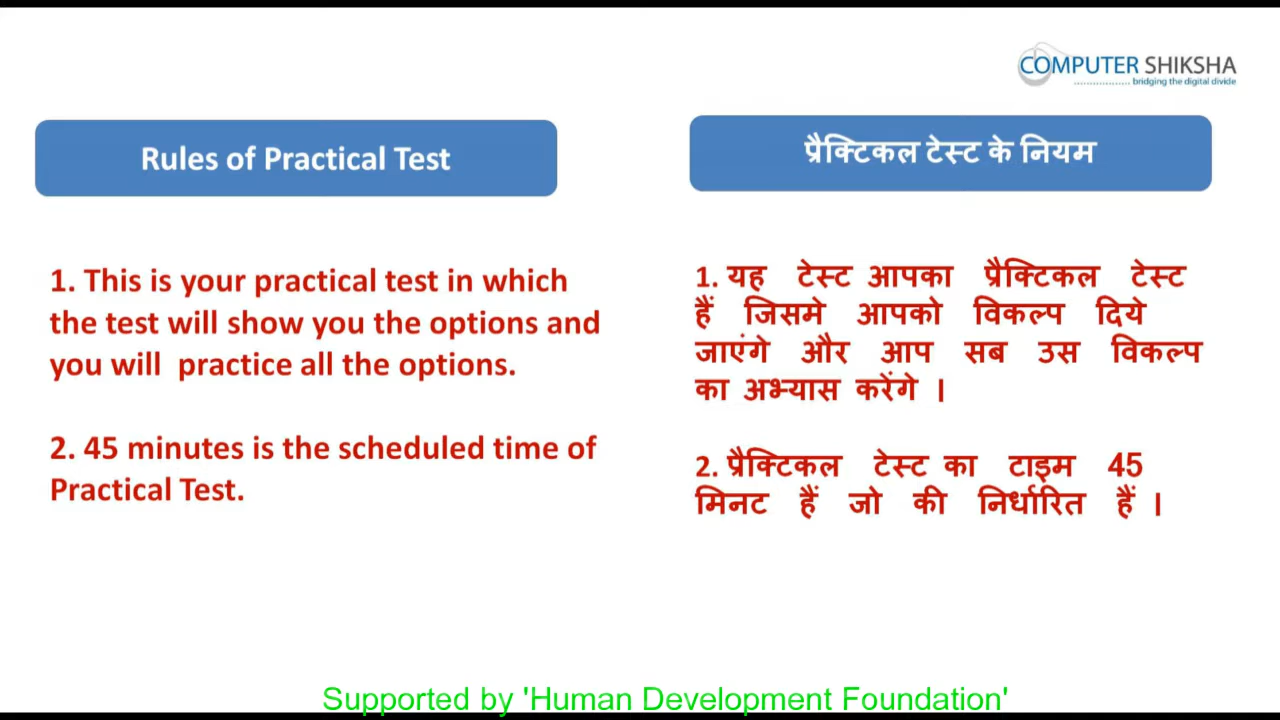 COMPUTER SHIKSHA
bridging the digital divide
Rules of Practical Test
1. This is your practical test in which
the test will show you the options and
you will practice all the options.
2. 45 minutes is the scheduled time of
Practical Test.
प्रैक्टिकल टेस्ट के नियम
1. यह टेस्ट आपका प्रैक्टिकल टेस्ट
हैं जिसमे आपको विकल्प दिये
जाएंगे और आप सब उस विकल्प
का अभ्यास करेंगे ।
2. प्रैक्टिकल टेस्ट का टाइम 45
मिनट हैं जो की निर्धारित हैं ।
Supported by 'Human Development Foundation'